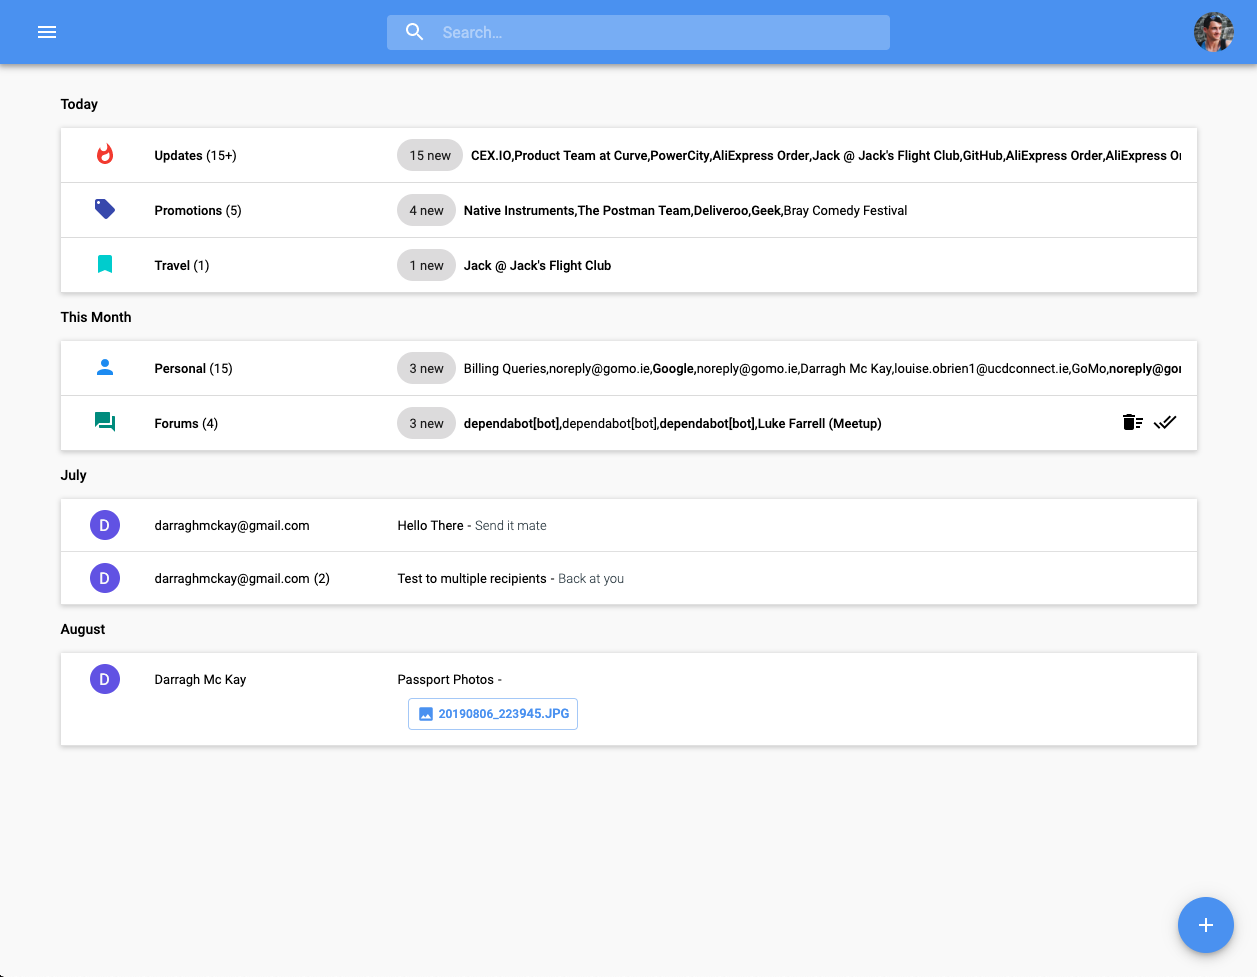 Search...
Today
Updates (15+) 15 new CEX.IO,Product Team at Curve,PowerCity,AliExpress Order,Jack @ Jack's Flight Club,GitHub,AliExpress Order,AliExpress
Promotions (5) 4 new Native Instruments,The Postman Team,Deliveroo,Geek,Bray Comedy Festival
Travel (1) 1 new Jack @ Jack's Flight Club
This Month
Personal (15) 3 new Billing Queries,noreply@gomo.ie,Google,noreply@gomo.ie,Darragh Mc Kay,louise.obrien1@ucdconnect.ie,GoMo,
Forums (4) 3 new dependabot[bot],dependabot[bot],dependabot[bot],Luke Farrell (Meetup)
July
D darraghmckay@gmail.com Hello There - Send it mate
D darraghmckay@gmail.com (2) Test to multiple recipients - Back at you
August
D Darragh Mc Kay Passport Photos -
20190806_223945.JPG